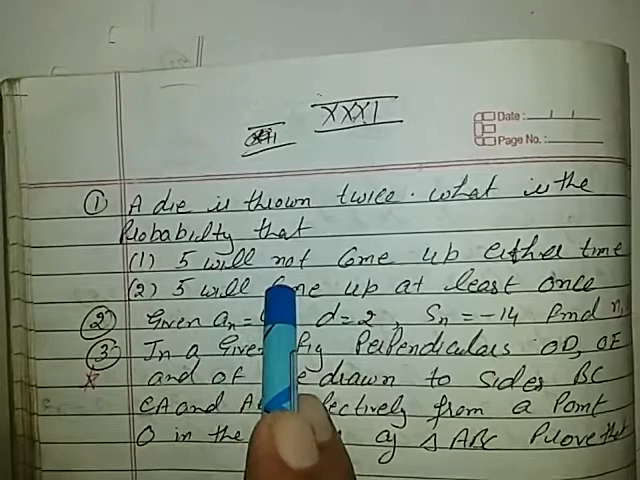 XXXI
Date :
Page No. :
① A die is thrown twice. what is the
Probability that
(1) 5 will not Come up either time
(2) 5 will Come up at least once
② Given an = d = 2, Sn = -14 find n,
③ In a Given fig Perpendiculars OD, OE
and OF drawn to sides BC
CA and from a Point
O in the of Δ ABC Prove that